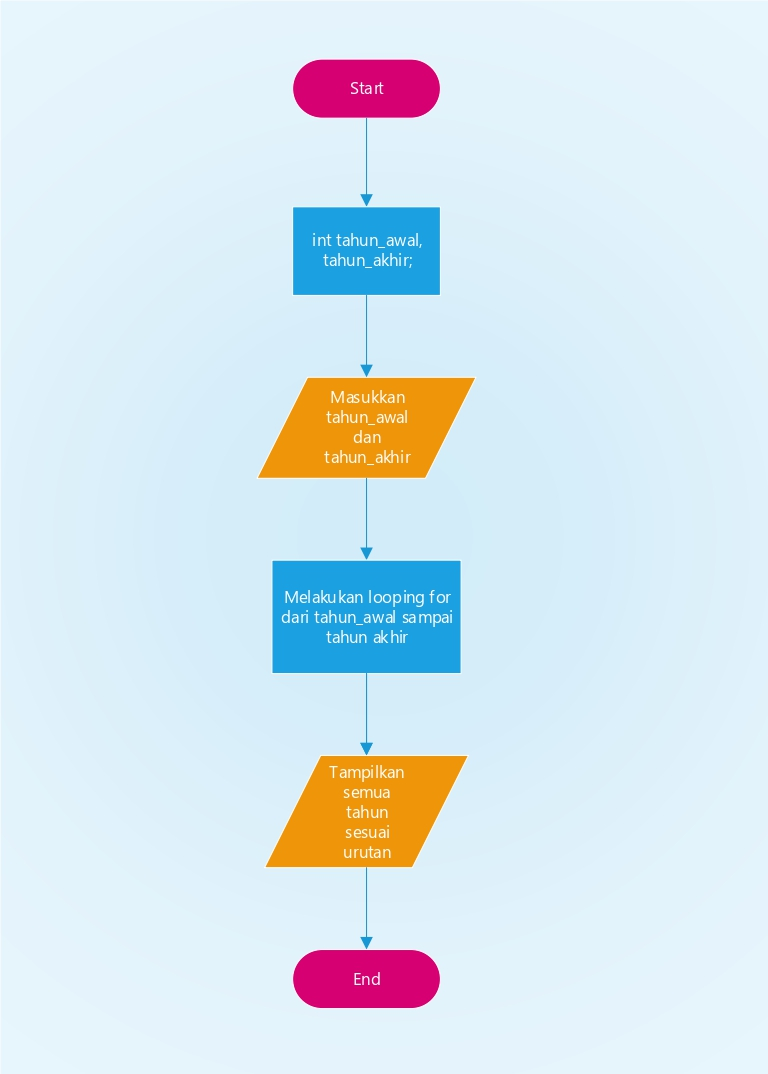 Start
int tahun_awal,
tahun_akhir;
Masukkan
tahun_awal
dan
tahun_akhir
Melakukan looping for
dari tahun_awal sampai
tahun akhir
Tampilkan
semua
tahun
sesuai
urutan
End